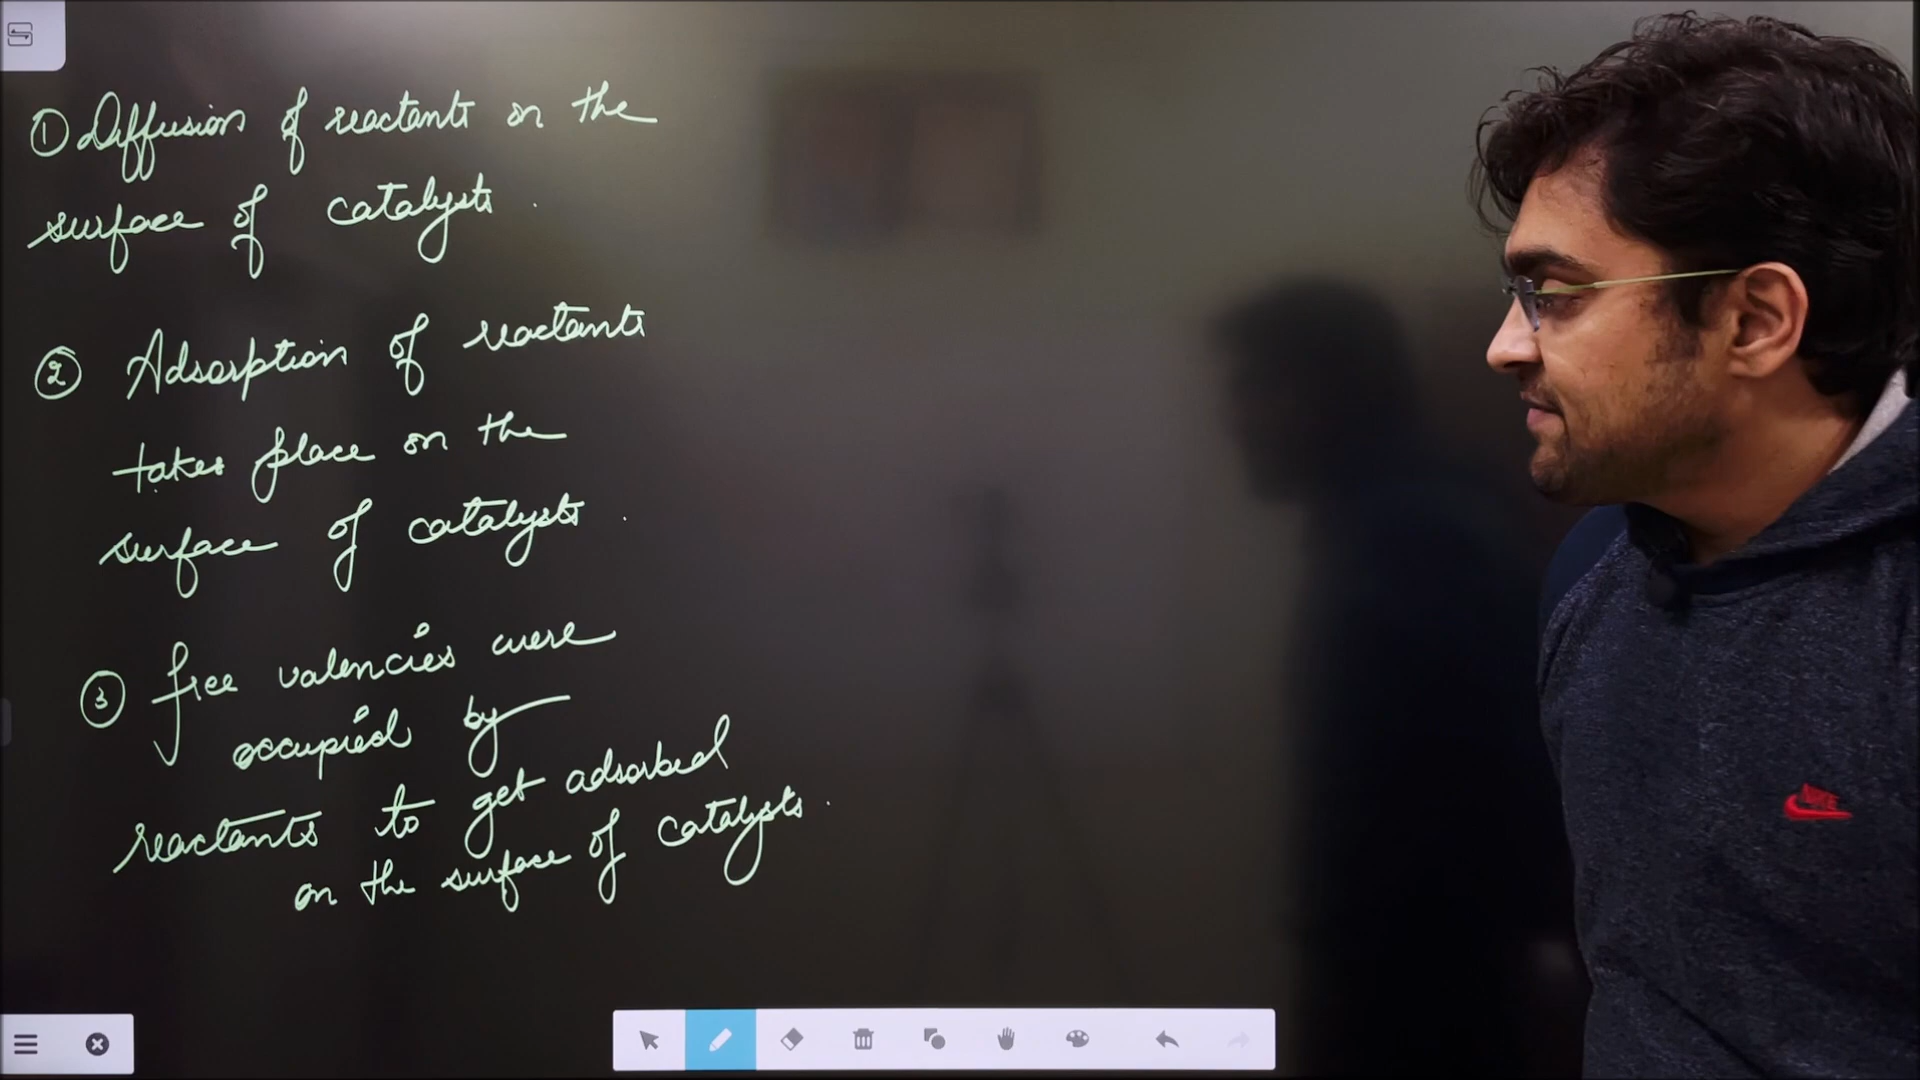 ① Diffusion of reactants on the
surface of catalysts.
② Adsorption of reactants
takes place on the
surface of catalysts.
③ free valencies were
occupied by
reactants to get adsorbed
on the surface of catalysts.
NIKE